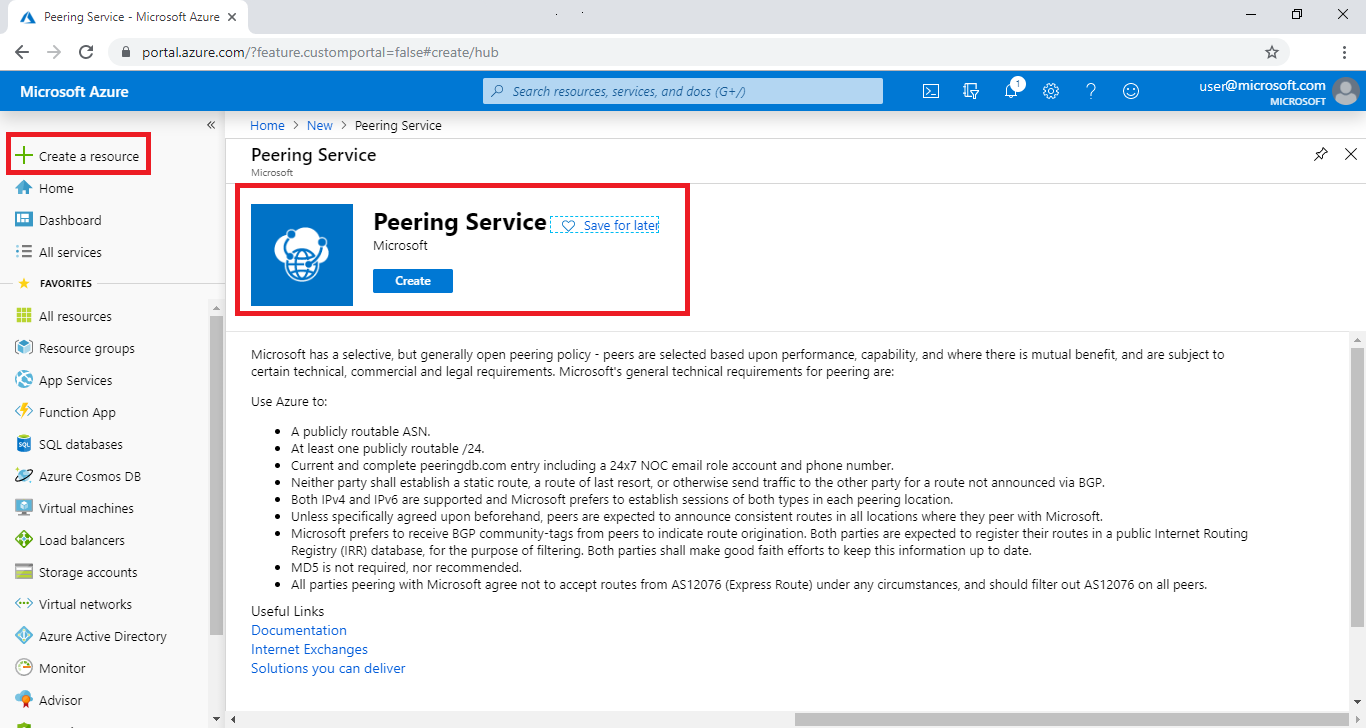 Peering Service - Microsoft Azure
portal.azure.com/?feature.customportal=false#create/hub
Microsoft Azure
Search resources, services, and docs (G+/)
1
user@microsoft.com
MICROSOFT
Create a resource
Home
Dashboard
All services
FAVORITES
All resources
Resource groups
App Services
Function App
SQL
SQL databases
Azure Cosmos DB
Virtual machines
Load balancers
Storage accounts
Virtual networks
Azure Active Directory
Monitor
Advisor
Home > New > Peering Service
Peering Service
Microsoft
Peering Service
Save for later
Microsoft
Create
Microsoft has a selective, but generally open peering policy - peers are selected based upon performance, capability, and where there is mutual benefit, and are subject to
certain technical, commercial and legal requirements. Microsoft's general technical requirements for peering are:
Use Azure to:
• A publicly routable ASN.
• At least one publicly routable /24.
• Current and complete peeringdb.com entry including a 24x7 NOC email role account and phone number.
• Neither party shall establish a static route, a route of last resort, or otherwise send traffic to the other party for a route not announced via BGP.
• Both IPv4 and IPv6 are supported and Microsoft prefers to establish sessions of both types in each peering location.
• Unless specifically agreed upon beforehand, peers are expected to announce consistent routes in all locations where they peer with Microsoft.
• Microsoft prefers to receive BGP community-tags from peers to indicate route origination. Both parties are expected to register their routes in a public Internet Routing
Registry (IRR) database, for the purpose of filtering. Both parties shall make good faith efforts to keep this information up to date.
• MD5 is not required, nor recommended.
• All parties peering with Microsoft agree not to accept routes from AS12076 (Express Route) under any circumstances, and should filter out AS12076 on all peers.
Useful Links
Documentation
Internet Exchanges
Solutions you can deliver